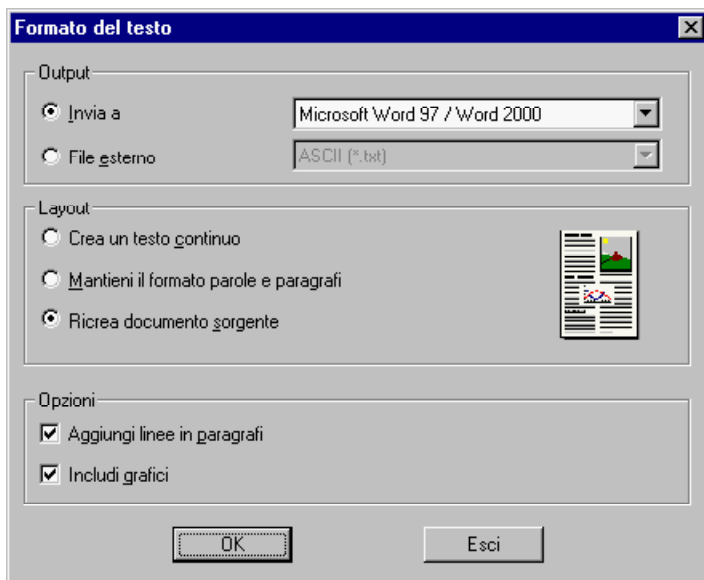 Formato del testo
Output
Invia a
Microsoft Word 97 / Word 2000
File esterno
ASCII (*.txt)
Layout
Crea un testo continuo
Mantieni il formato parole e paragrafi
Ricrea documento sorgente
Opzioni
Aggiungi linee in paragrafi
Includi grafici
OK
Esci